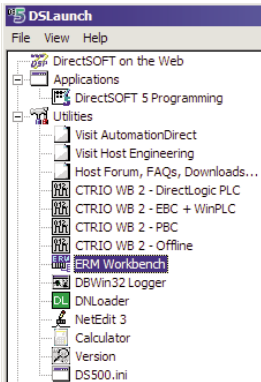 DSLaunch
File View Help
DirectSOFT on the Web
Applications
DirectSOFT 5 Programming
Utilities
Visit AutomationDirect
Visit Host Engineering
Host Forum, FAQs, Downloads...
CTRIO WB 2 - DirectLogic PLC
CTRIO WB 2 - EBC + WinPLC
CTRIO WB 2 - PBC
CTRIO WB 2 - Offline
ERM Workbench
DBWin32 Logger
DL DNLoader
NetEdit 3
Calculator
Version
DS500.ini